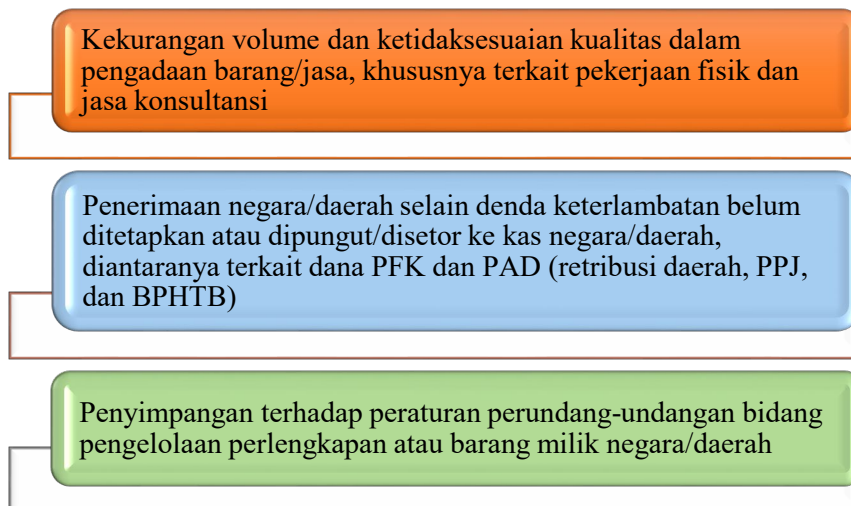 Kekurangan volume dan ketidaksesuaian kualitas dalam
pengadaan barang/jasa, khususnya terkait pekerjaan fisik dan
jasa konsultansi
Penerimaan negara/daerah selain denda keterlambatan belum
ditetapkan atau dipungut/disetor ke kas negara/daerah,
diantaranya terkait dana PFK dan PAD (retribusi daerah, PPJ,
dan BPHTB)
Penyimpangan terhadap peraturan perundang-undangan bidang
pengelolaan perlengkapan atau barang milik negara/daerah